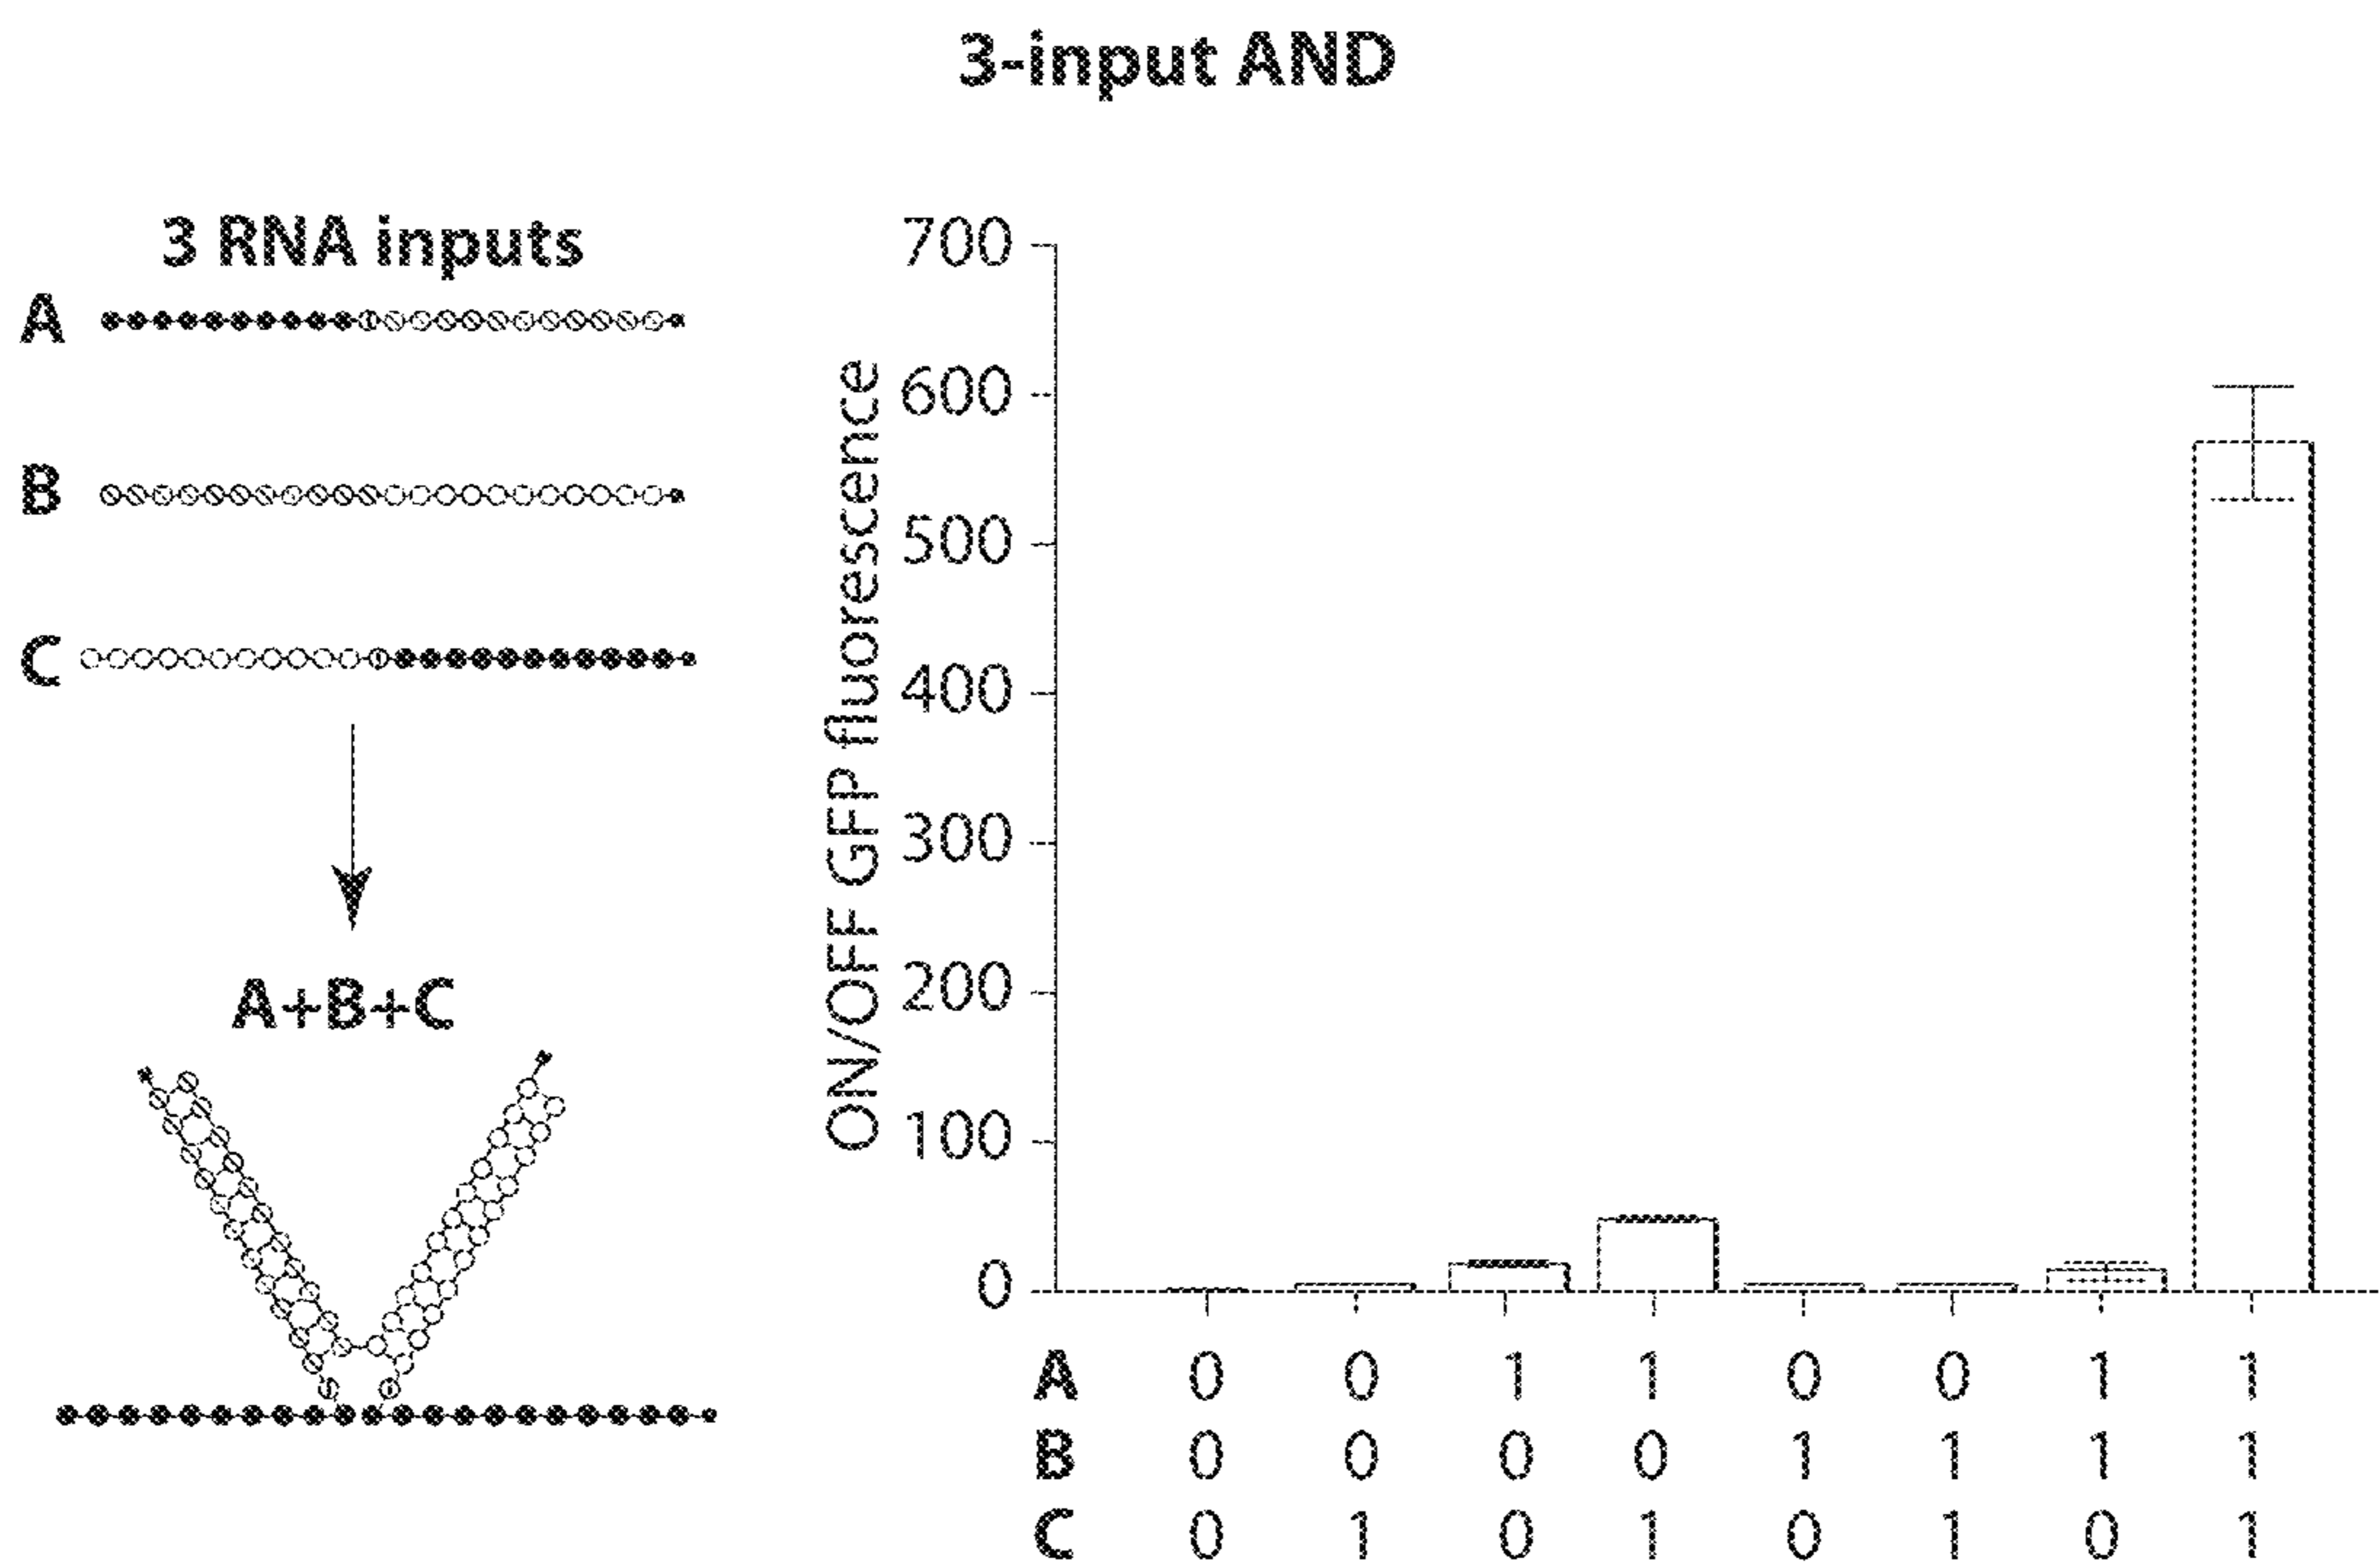 3-input AND
3 RNA inputs
A
B
C
A+B+C
ON/OFF GFP fluorescence
700
600
500
400
300
200
100
0
A 0 0 1 1 0 0 1 1
B 0 0 0 0 1 1 1 1
C 0 1 0 1 0 1 0 1